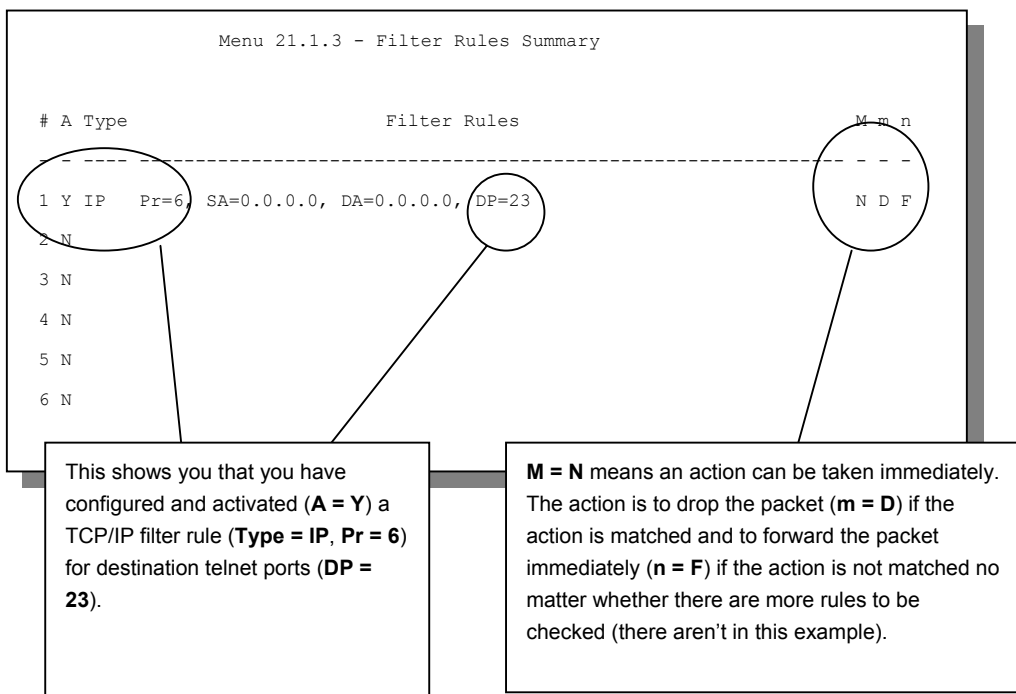 Menu 21.1.3 - Filter Rules Summary
# A Type Filter Rules M m n
- - ---- --------------------------------------------------------------------- - - -
1 Y IP Pr=6, SA=0.0.0.0, DA=0.0.0.0, DP=23 N D F
2 N
3 N
4 N
5 N
6 N
This shows you that you have
configured and activated (A = Y) a
TCP/IP filter rule (Type = IP, Pr = 6)
for destination telnet ports (DP =
23).
M = N means an action can be taken immediately.
The action is to drop the packet (m = D) if the
action is matched and to forward the packet
immediately (n = F) if the action is not matched no
matter whether there are more rules to be
checked (there aren't in this example).